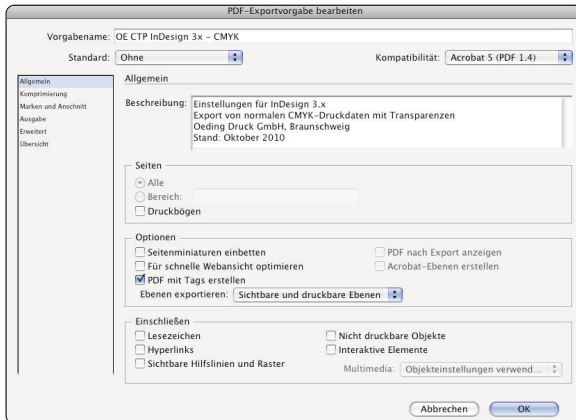 PDF-Exportvorgabe bearbeiten
Vorgabename: OE CTP InDesign 3x - CMYK
Standard: Ohne Kompatibilität: Acrobat 5 (PDF 1.4)
Allgemein
Komprimierung
Marken und Anschnitt
Ausgabe
Erweitert
Übersicht
Allgemein
Beschreibung: Einstellungen für InDesign 3.x
Export von normalen CMYK-Druckdaten mit Transparenzen
Oeding Druck GmbH, Braunschweig
Stand: Oktober 2010
Seiten
Alle
Bereich:
Druckbögen
Optionen
Seitenminiaturen einbetten PDF nach Export anzeigen
Für schnelle Webansicht optimieren Acrobat-Ebenen erstellen
PDF mit Tags erstellen
Ebenen exportieren: Sichtbare und druckbare Ebenen
Einschließen
Lesezeichen Nicht druckbare Objekte
Hyperlinks Interaktive Elemente
Sichtbare Hilfslinien und Raster Multimedia: Objekteinstellungen verwend...
Abbrechen OK